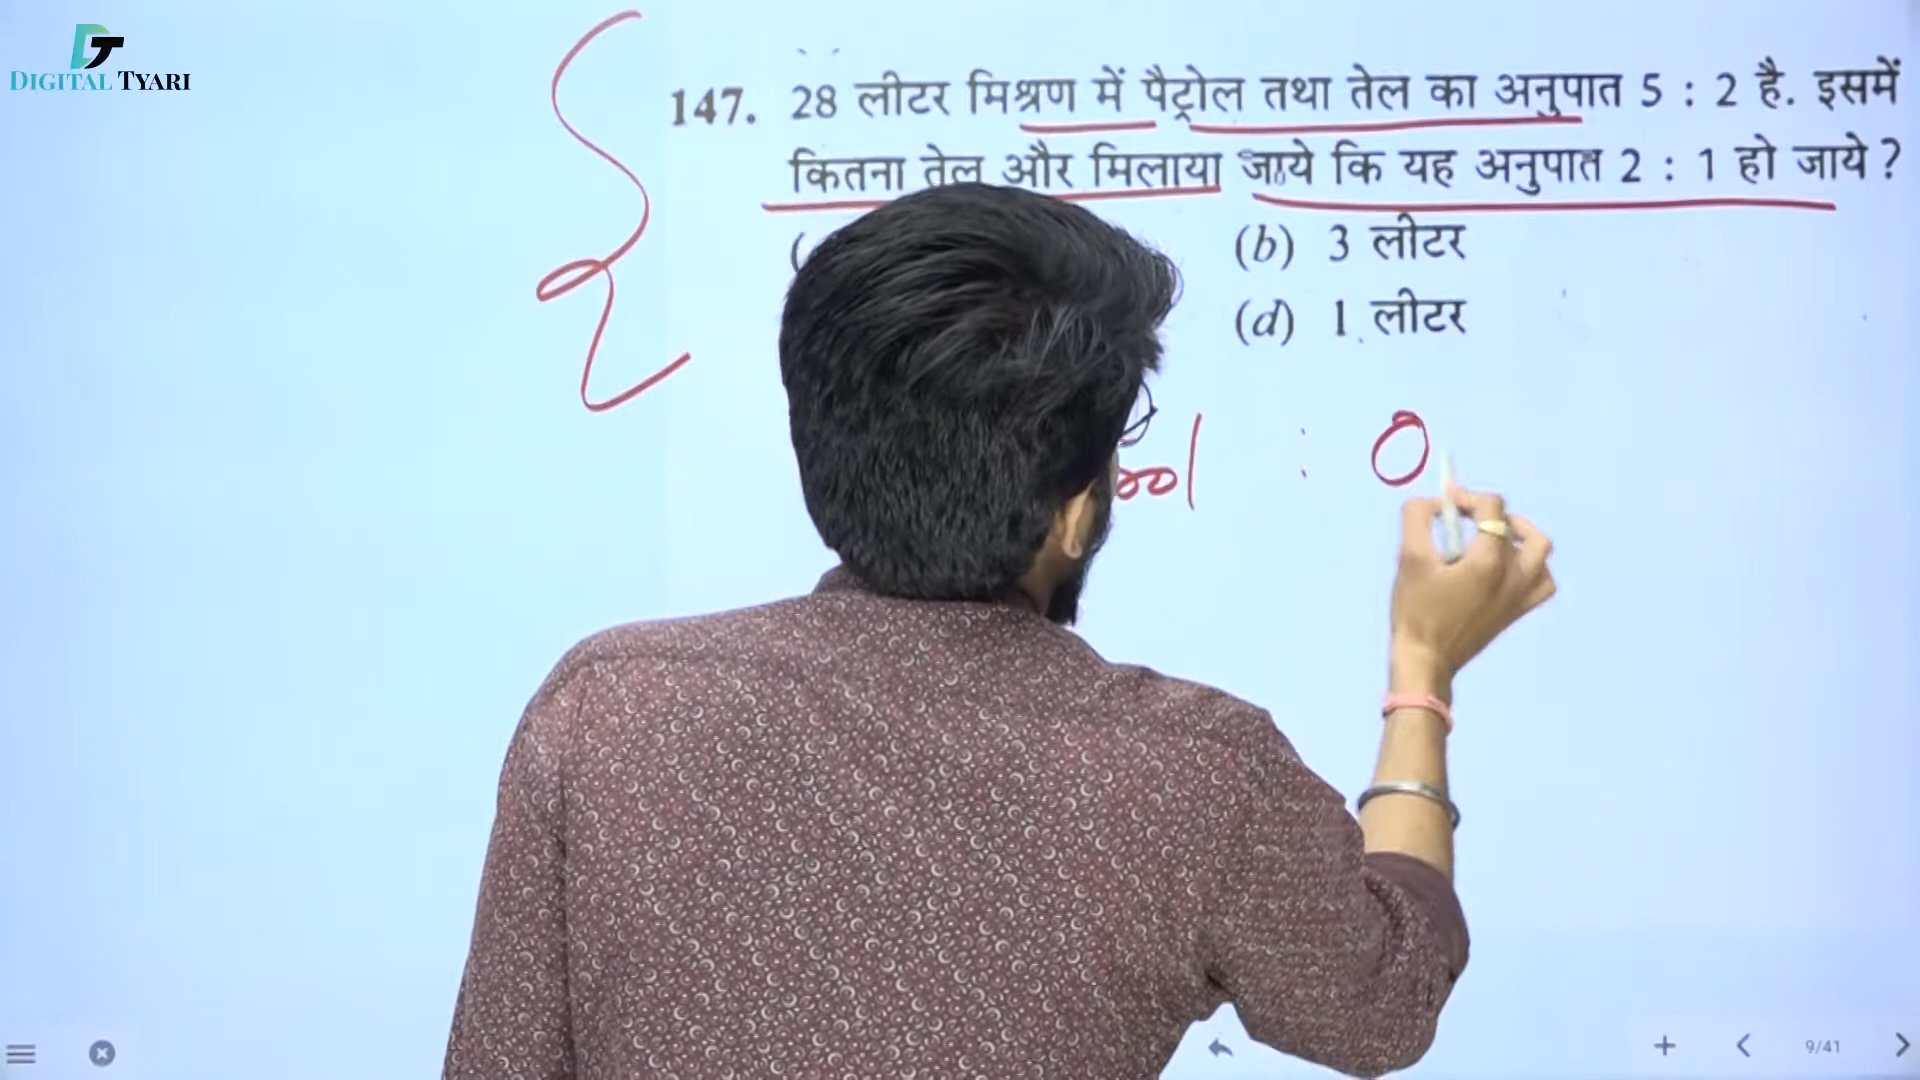 DIGITAL TYARI
147. 28 लीटर मिश्रण में पैट्रोल तथा तेल का अनुपात 5 : 2 है. इसमें
कितना तेल और मिलाया जाये कि यह अनुपात 2 : 1 हो जाये ?
(b) 3 लीटर
(d) 1 लीटर
: O
9/41